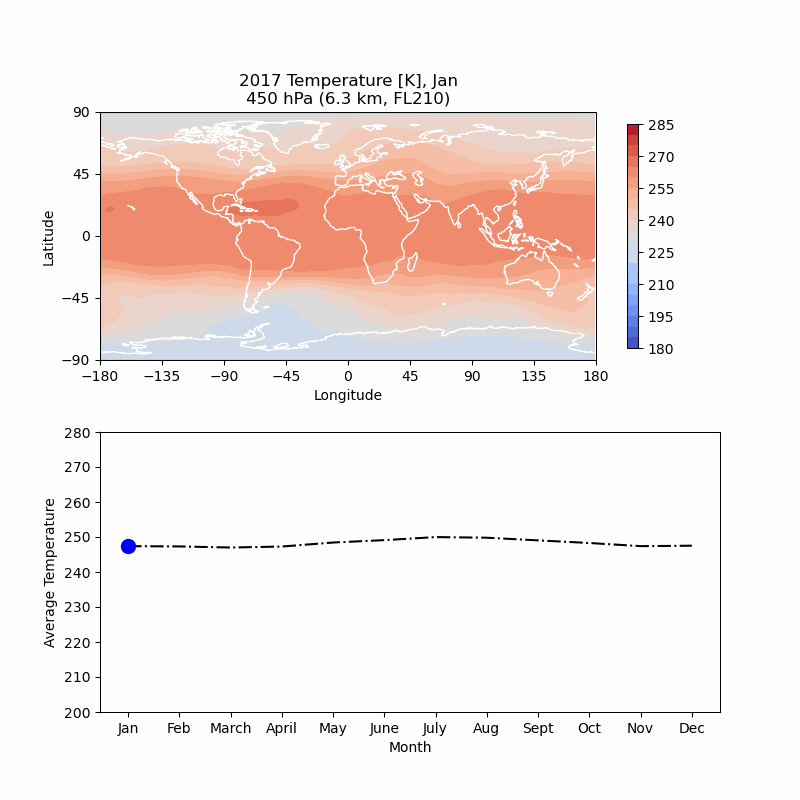 2017 Temperature [K], Jan
450 hPa (6.3 km, FL210)
90
45
0
−45
−90
Latitude
−180 −135 −90 −45 0 45 90 135 180
Longitude
285
270
255
240
225
210
195
180
280
270
260
250
240
230
220
210
200
Average Temperature
Jan Feb March April May June July Aug Sept Oct Nov Dec
Month